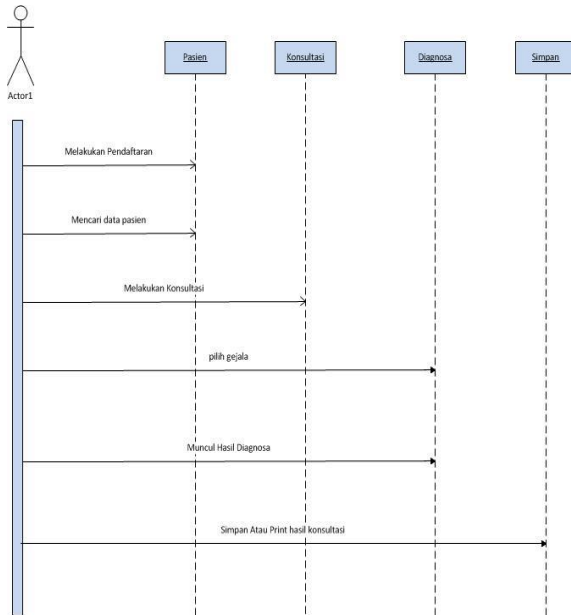 Pasien
Konsultasi
Diagnosa
Simpan
Actor1
Melakukan Pendaftaran
Mencari data pasien
Melakukan Konsultasi
pilih gejala
Muncul Hasil Diagnosa
Simpan Atau Print hasil konsultasi